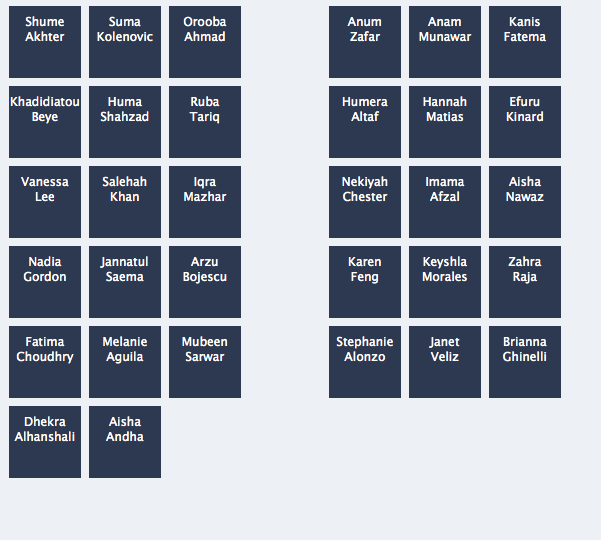 Shume
Akhter
Suma
Kolenovic
Orooba
Ahmad
Anum
Zafar
Anam
Munawar
Kanis
Fatema
Khadidiatou
Beye
Huma
Shahzad
Ruba
Tariq
Humera
Altaf
Hannah
Matias
Efuru
Kinard
Vanessa
Lee
Salehah
Khan
Iqra
Mazhar
Nekiyah
Chester
Imama
Afzal
Aisha
Nawaz
Nadia
Gordon
Jannatul
Saema
Arzu
Bojescu
Karen
Feng
Keyshla
Morales
Zahra
Raja
Fatima
Choudhry
Melanie
Aguila
Mubeen
Sarwar
Stephanie
Alonzo
Janet
Veliz
Brianna
Ghinelli
Dhekra
Alhanshali
Aisha
Andha